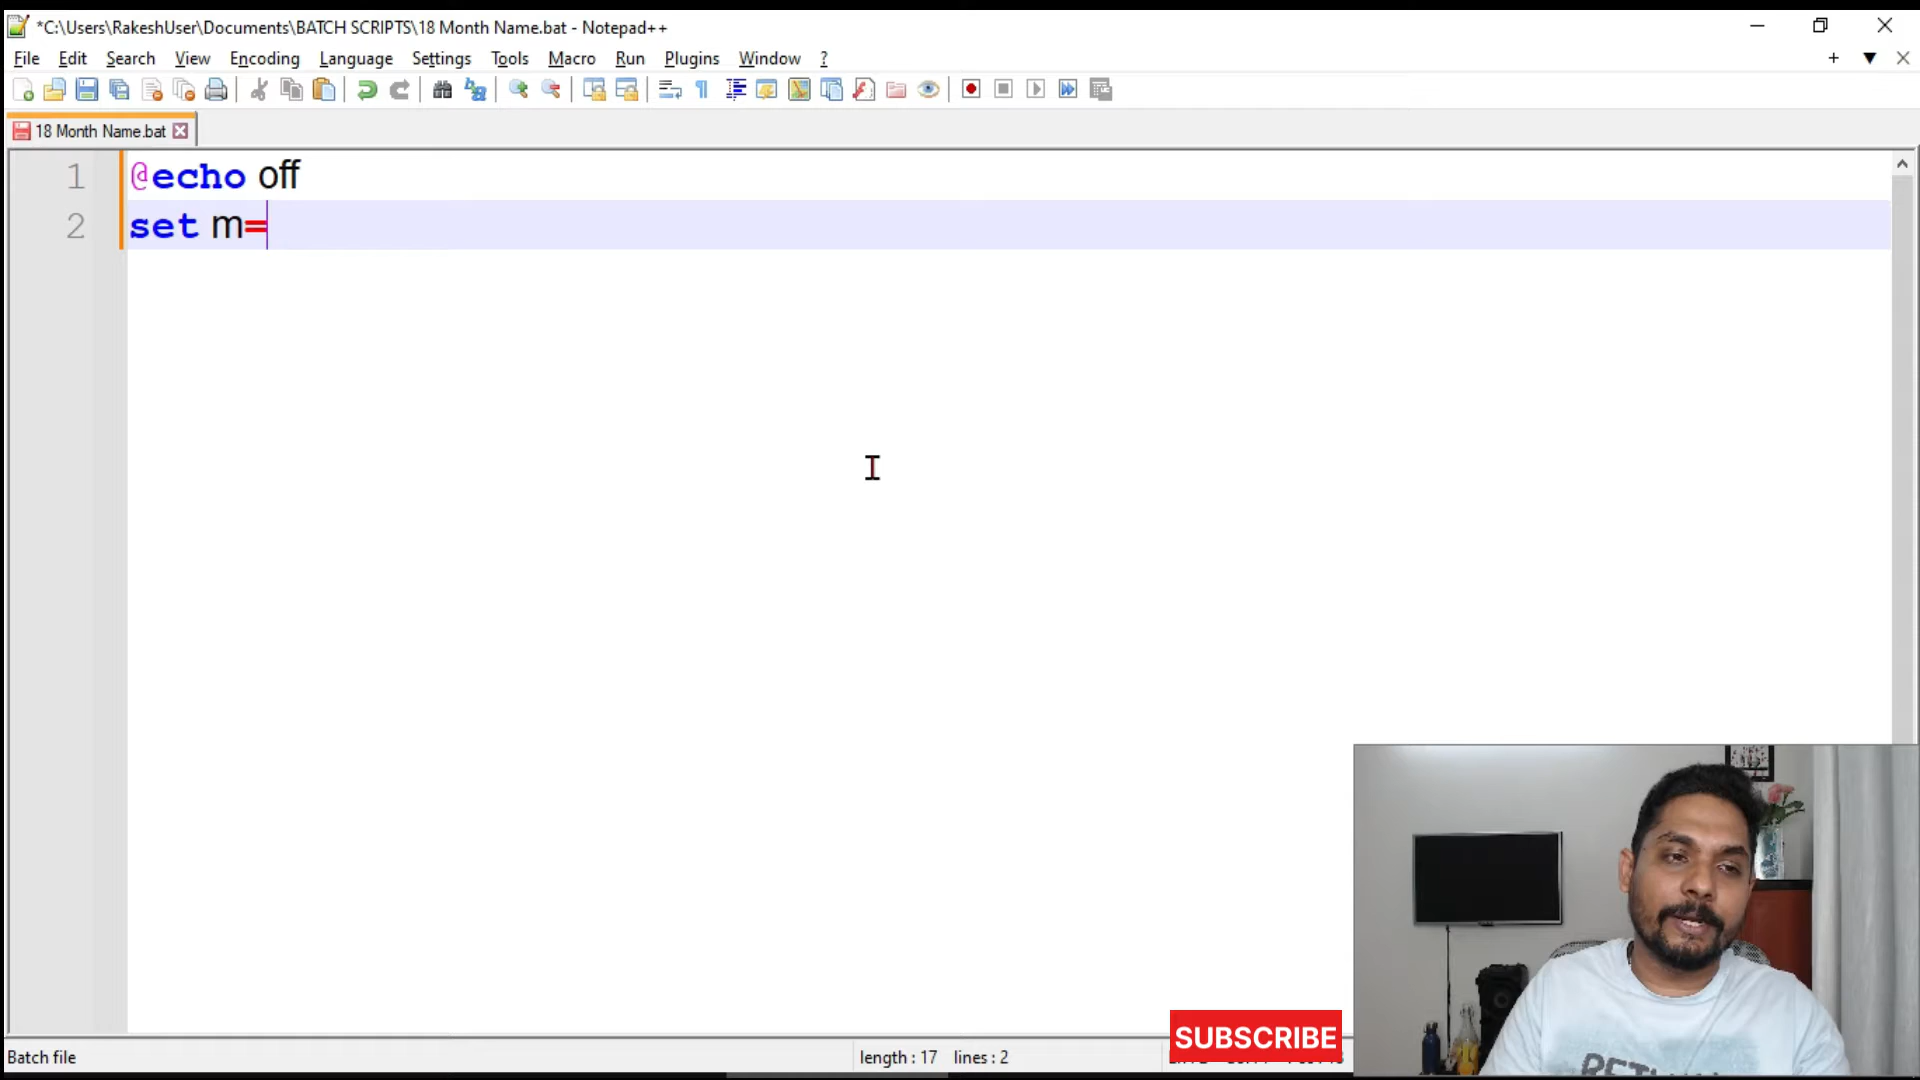 *C:\Users\RakeshUser\Documents\BATCH SCRIPTS\18 Month Name.bat - Notepad++
File Edit Search View Encoding Language Settings Tools Macro Run Plugins Window ?
18 Month Name.bat
1 @echo off
2 set m=
SUBSCRIBE
Batch file length : 17 lines : 2